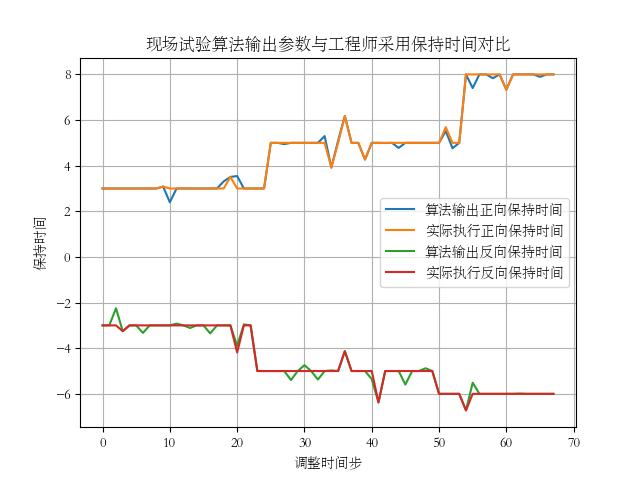 现场试验算法输出参数与工程师采用保持时间对比
8
6
4
2
0
−2
−4
−6
保持时间
算法输出正向保持时间
实际执行正向保持时间
算法输出反向保持时间
实际执行反向保持时间
0 10 20 30 40 50 60 70
调整时间步